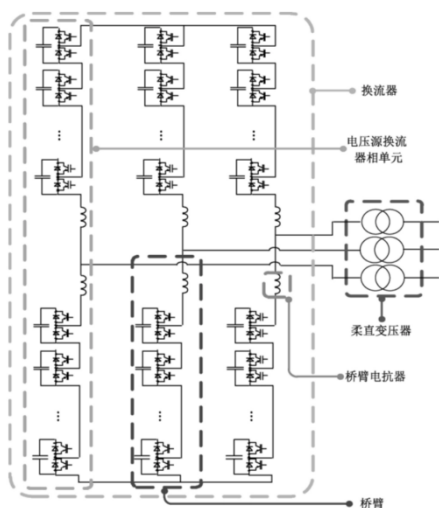 换流器
电压源换流
器相单元
柔直变压器
桥臂电抗器
桥臂